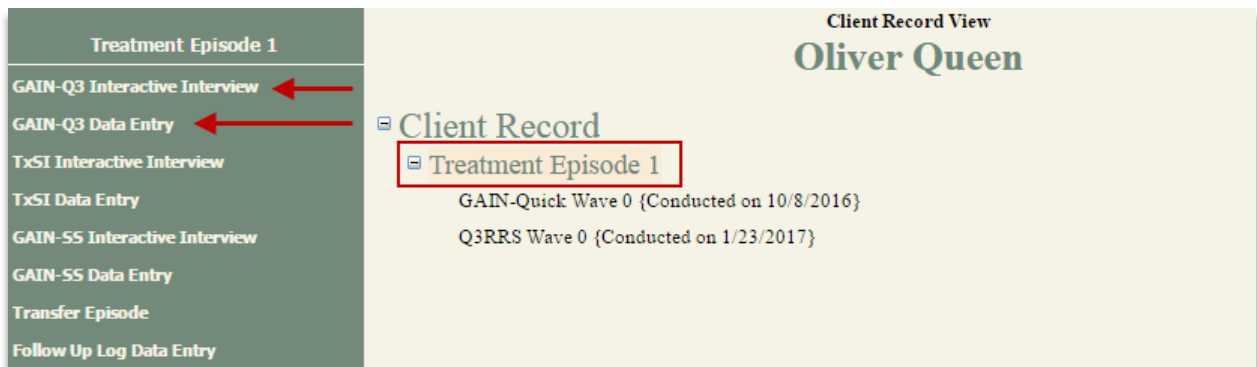 Treatment Episode 1
GAIN-Q3 Interactive Interview
GAIN-Q3 Data Entry
TxSI Interactive Interview
TxSI Data Entry
GAIN-SS Interactive Interview
GAIN-SS Data Entry
Transfer Episode
Follow Up Log Data Entry
Client Record View
Oliver Queen
Client Record
Treatment Episode 1
GAIN-Quick Wave 0 {Conducted on 10/8/2016}
Q3RRS Wave 0 {Conducted on 1/23/2017}